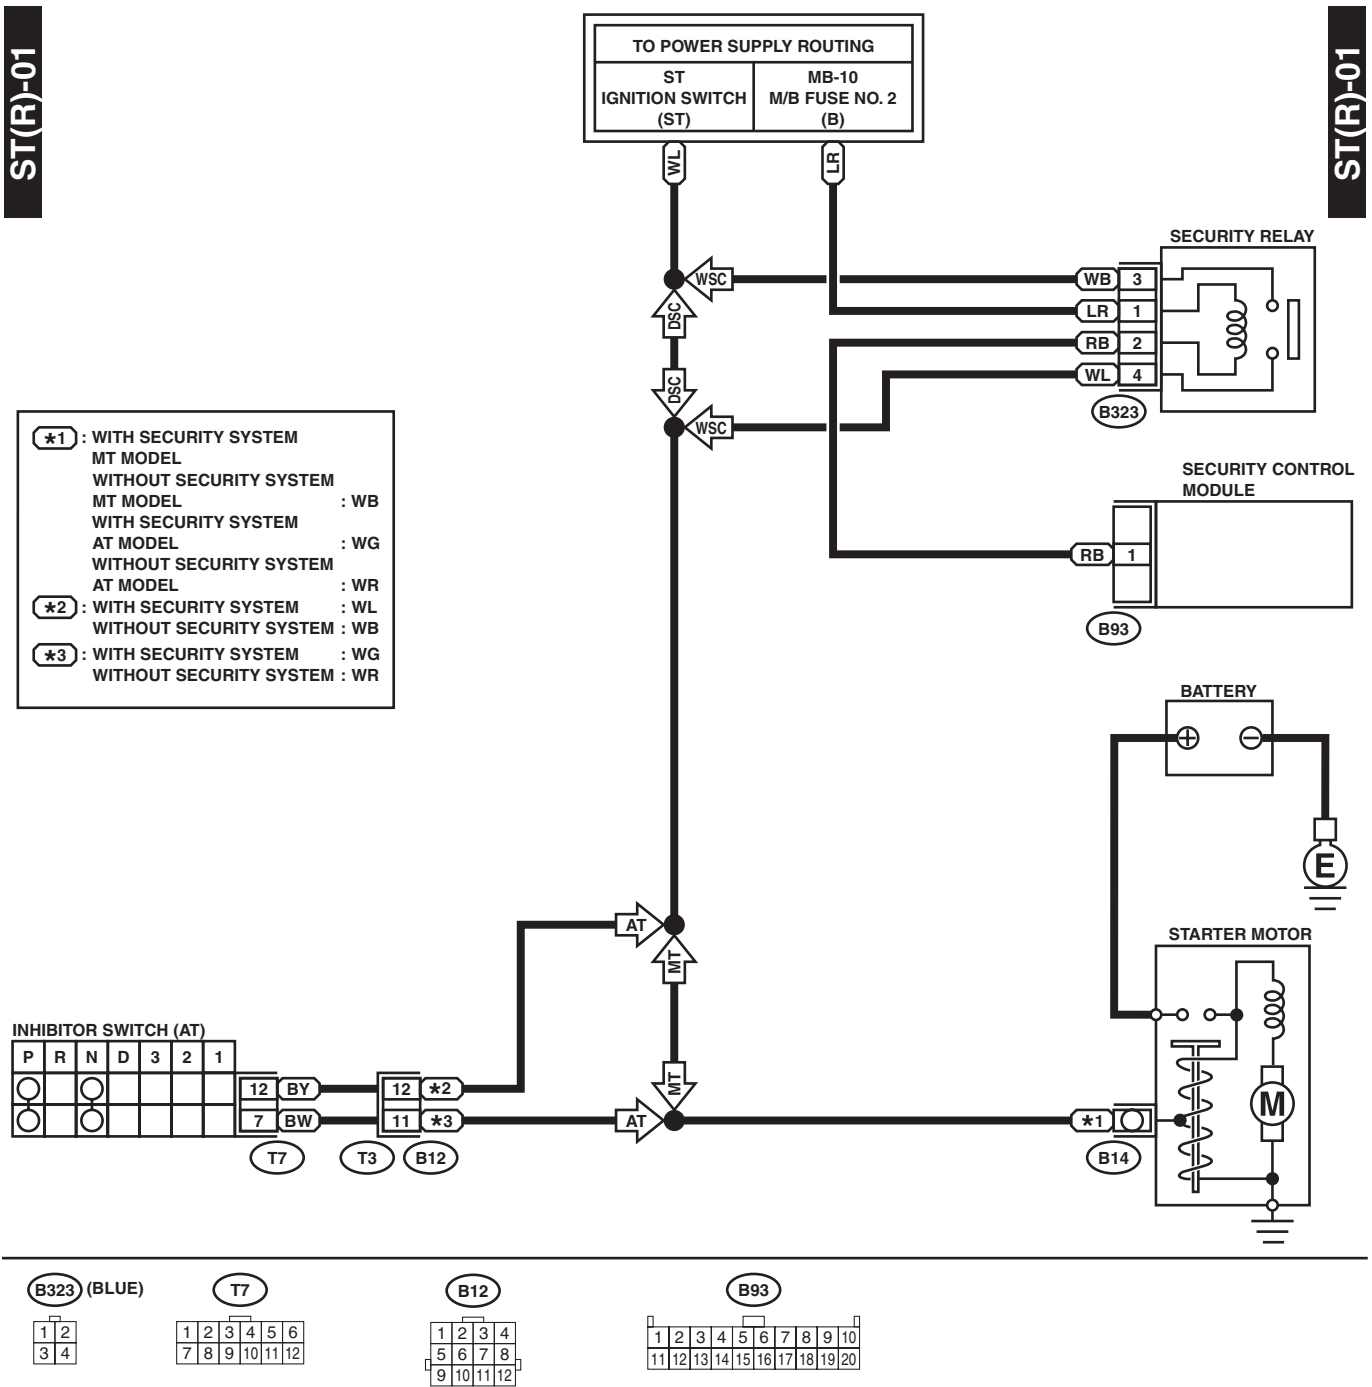 ST(R)-01
ST(R)-01
TO POWER SUPPLY ROUTING
ST
IGNITION SWITCH
(ST)
MB-10
M/B FUSE NO. 2
(B)
WL
LR
SECURITY RELAY
WSC
WB 3
LR 1
RB 2
WL 4
B323
DSC
DSC
WSC
*1 : WITH SECURITY SYSTEM
MT MODEL
WITHOUT SECURITY SYSTEM
MT MODEL : WB
WITH SECURITY SYSTEM
AT MODEL : WG
WITHOUT SECURITY SYSTEM
AT MODEL : WR
*2 : WITH SECURITY SYSTEM : WL
WITHOUT SECURITY SYSTEM : WB
*3 : WITH SECURITY SYSTEM : WG
WITHOUT SECURITY SYSTEM : WR
SECURITY CONTROL
MODULE
RB 1
B93
BATTERY
+ −
E
AT
MT
STARTER MOTOR
M
INHIBITOR SWITCH (AT)
P R N D 3 2 1
12 BY 12 *2
MT
7 BW 11 *3 AT *1
T7 T3 B12 B14
B323 (BLUE)
1 2
3 4
T7
1 2 3 4 5 6
7 8 9 10 11 12
B12
1 2 3 4
5 6 7 8
9 10 11 12
B93
1 2 3 4 5 6 7 8 9 10
11 12 13 14 15 16 17 18 19 20